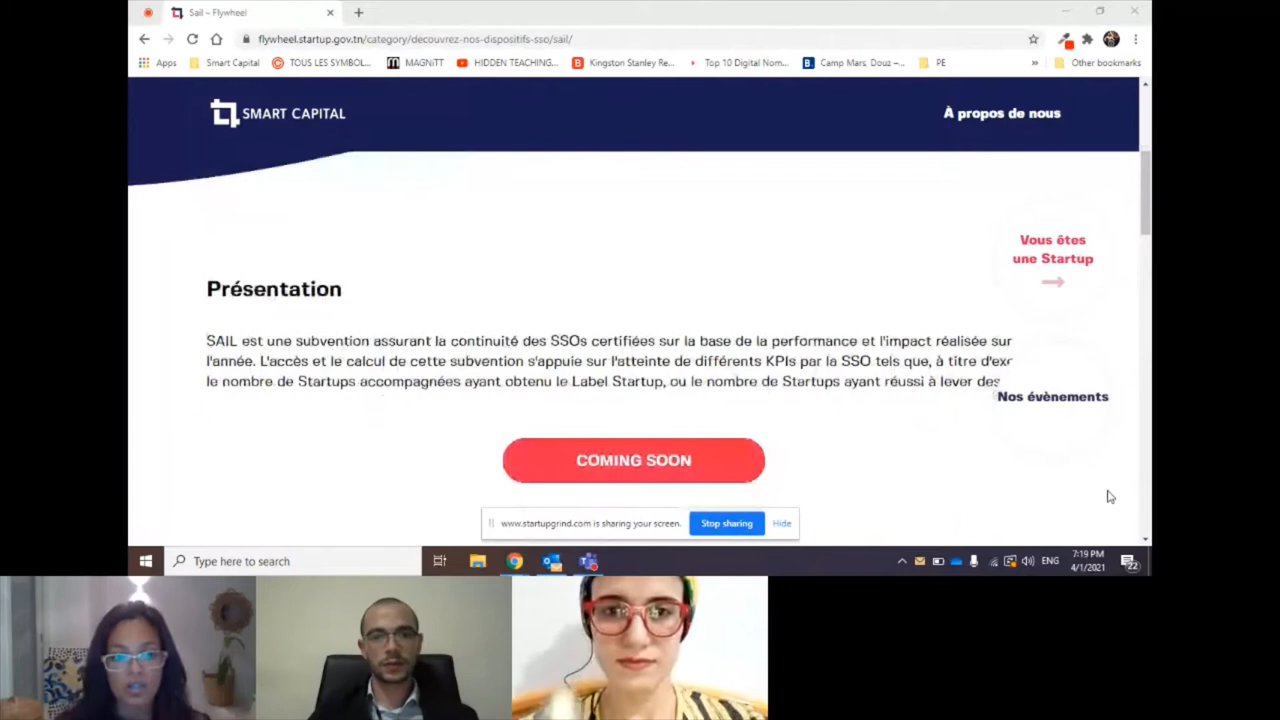 Sail – Flywheel
flywheel.startup.gov.tn/category/decouvrez-nos-dispositifs-sso/sail/
Apps Smart Capital TOUS LES SYMBOL... MAGNiTT HIDDEN TEACHING... Kingston Stanley Re... Top 10 Digital Nom... Camp Mars, Douz –... PE » Other bookmarks
SMART CAPITAL
À propos de nous
Vous êtes
une Startup
Présentation
SAIL est une subvention assurant la continuité des SSOs certifiées sur la base de la performance et l'impact réalisée sur
l'année. L'accès et le calcul de cette subvention s'appuie sur l'atteinte de différents KPIs par la SSO tels que, à titre d'exe
le nombre de Startups accompagnées ayant obtenu le Label Startup, ou le nombre de Startups ayant réussi à lever des
Nos évènements
COMING SOON
www.startupgrind.com is sharing your screen. Stop sharing Hide
Type here to search
ENG
7:19 PM
4/1/2021
22